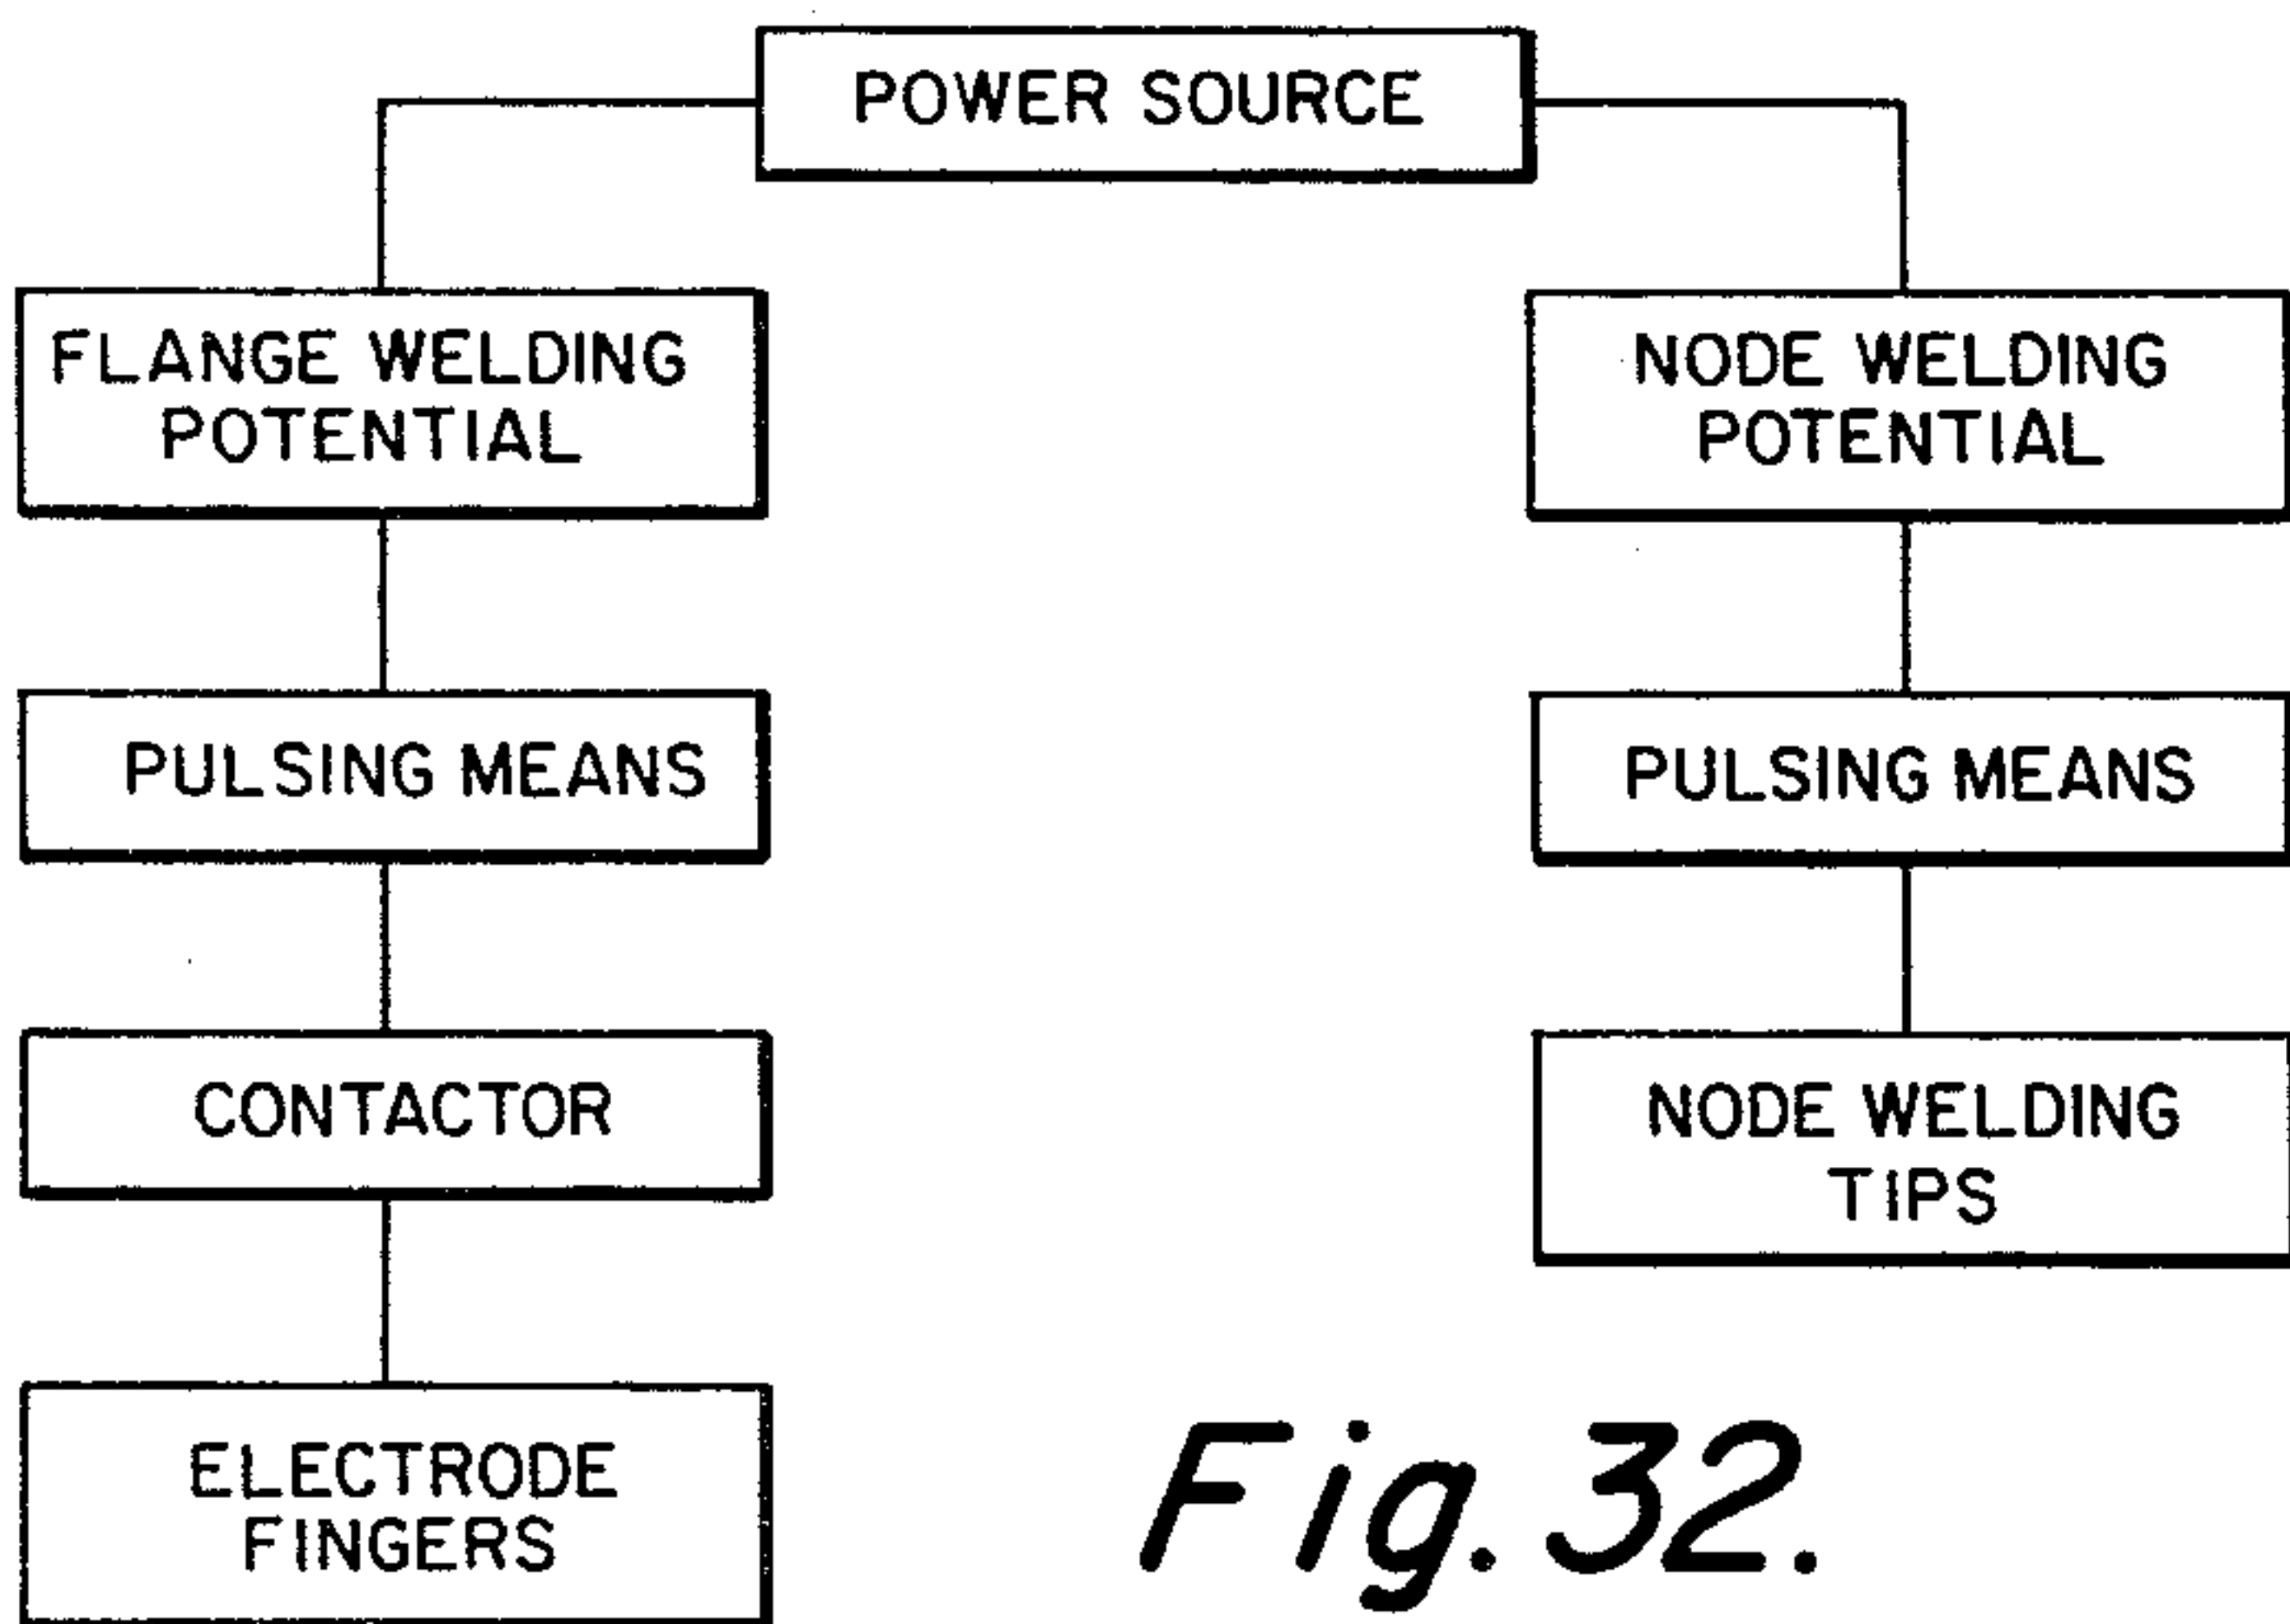 POWER SOURCE
FLANGE WELDING
POTENTIAL
NODE WELDING
POTENTIAL
PULSING MEANS
PULSING MEANS
CONTACTOR
NODE WELDING
TIPS
ELECTRODE
FINGERS
Fig. 32.